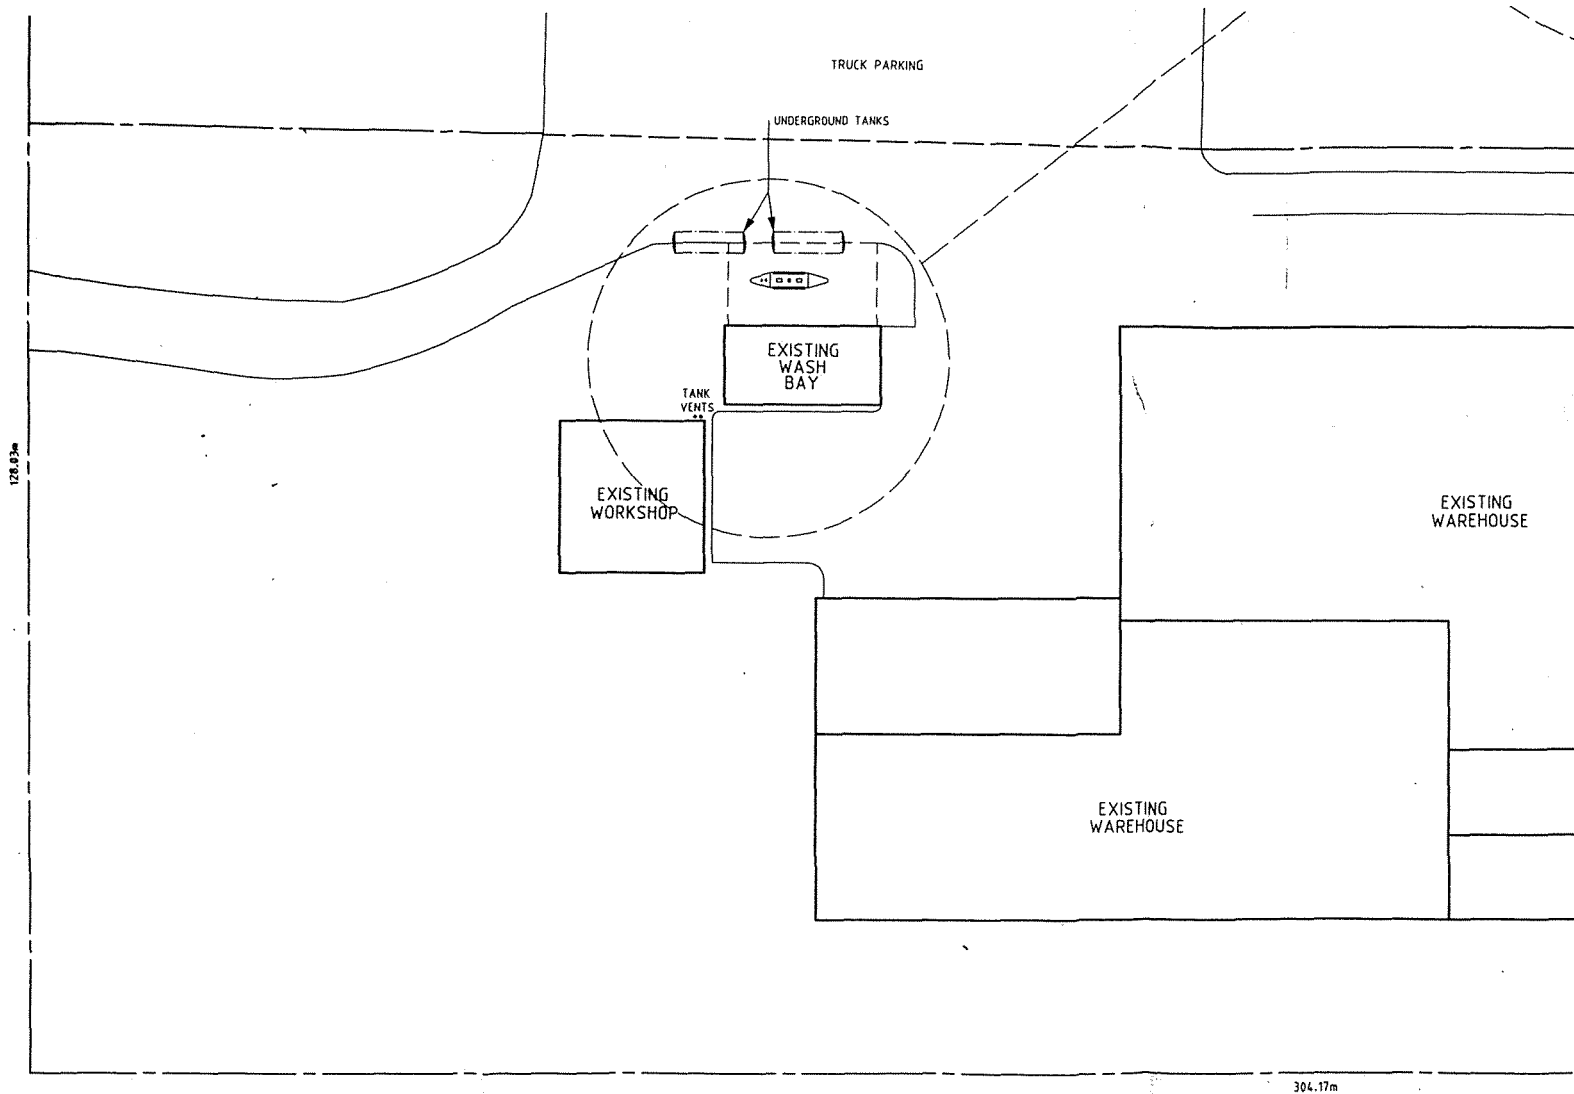 TRUCK PARKING
UNDERGROUND TANKS
EXISTING
WASH
BAY
TANK
VENTS
128.03m
EXISTING
WORKSHOP
EXISTING
WAREHOUSE
EXISTING
WAREHOUSE
304.17m